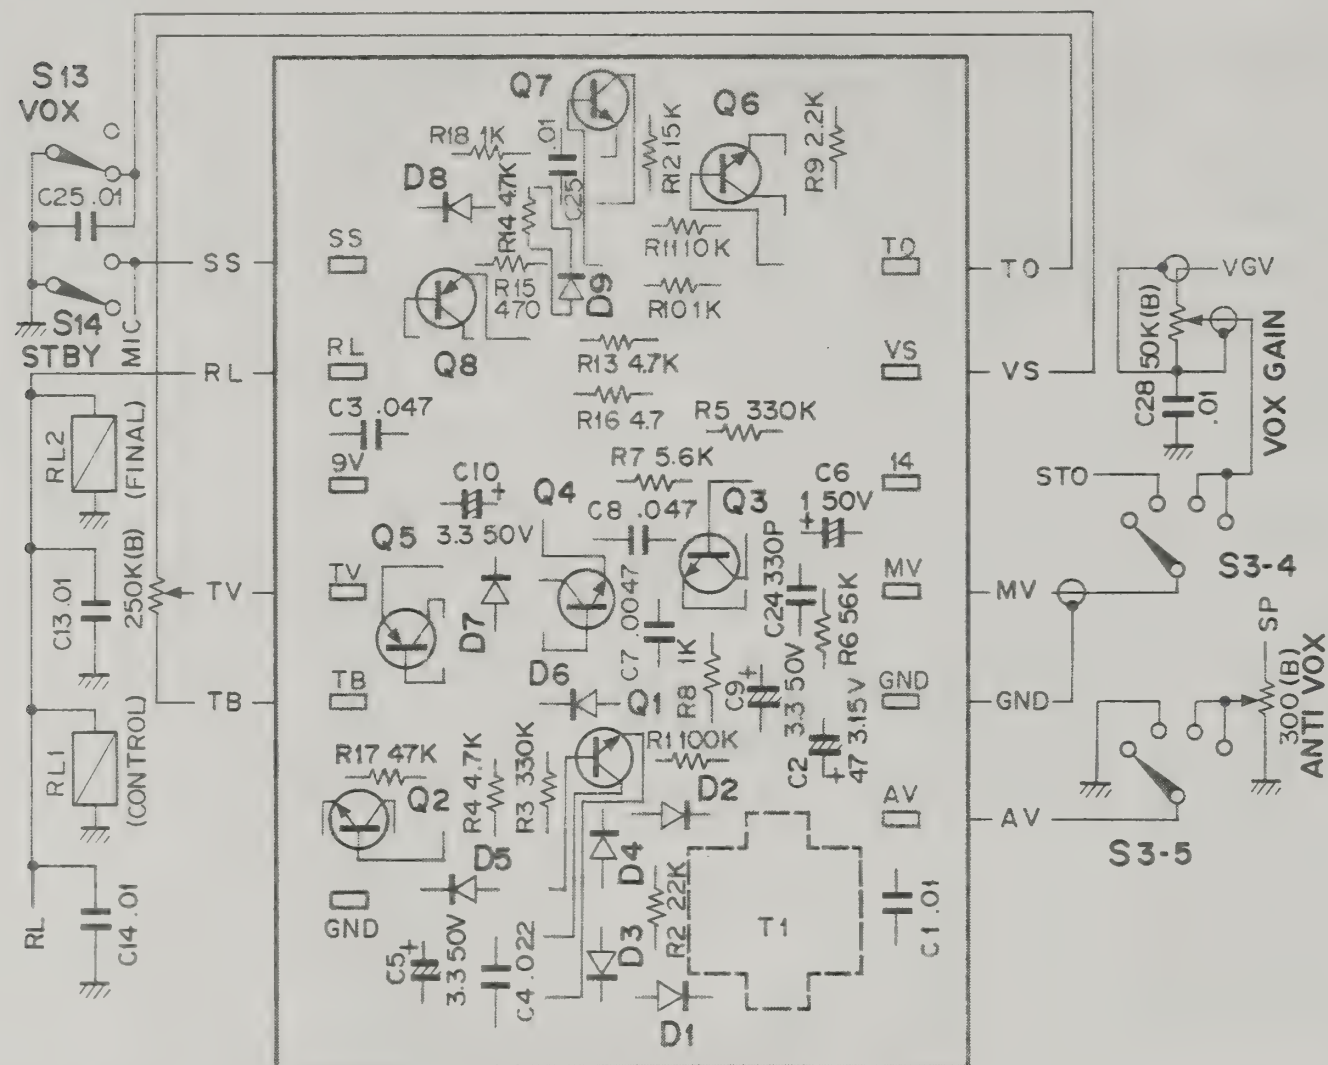 S13
VOX
C25 .01
SS
S14
STBY
MIC
RL
RL2
(FINAL)
C13 .01
250K(B)
TV
TB
RL1
(CONTROL)
RL
C14 .01
Q7
Q6
R18 1K
.01
C25
R12 15K
R9 2.2K
D8
R14 4.7K
R11 10K
SS
TO
R15
470
D9
R10 1K
Q8
RL
R13 4.7K
VS
C3 .047
R16 4.7
R5 330K
9V
C10
3.3 50V
Q4
R7 5.6K
C8 .047
Q3
C6
1 50V
14
Q5
TV
D7
C7 .0047
C24 330P
R6 56K
MV
TB
D6
Q1
R8 1K
C9
3.3 50V
C2
47 3.15V
GND
R17 47K
Q2
R4 4.7K
R3 330K
R1 100K
D2
AV
D5
D4
R2 22K
T1
C1 .01
GND
C5
3.3 50V
C4 .022
D3
D1
TO
VS
VGV
50K(B)
VOX GAIN
C28
.01
STO
S3-4
MV
SP
300 (B)
ANTI VOX
GND
AV
S3-5
+
+
+
+
+